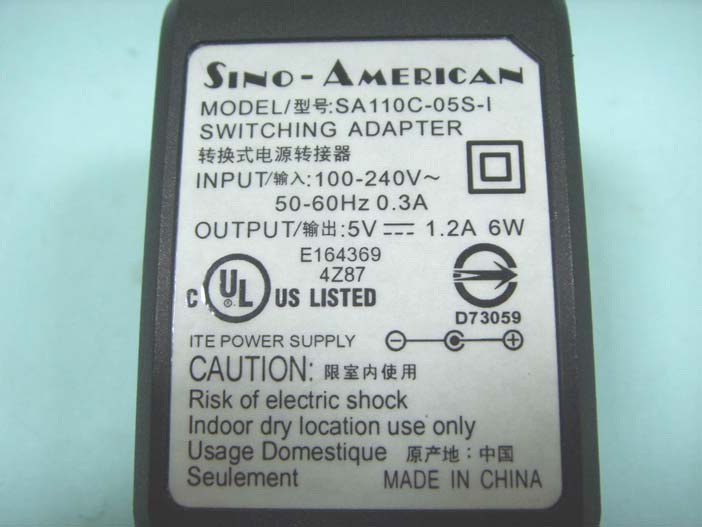 SINO-AMERICAN
MODEL/型号:SA110C-05S-I
SWITCHING ADAPTER
转换式电源转接器
INPUT/输入:100-240V~
50-60Hz 0.3A
OUTPUT/输出:5V⎓ 1.2A 6W
E164369
4Z87
C UL ® US LISTED
D73059
ITE POWER SUPPLY
CAUTION: 限室内使用
Risk of electric shock
Indoor dry location use only
Usage Domestique 原产地:中国
Seulement MADE IN CHINA